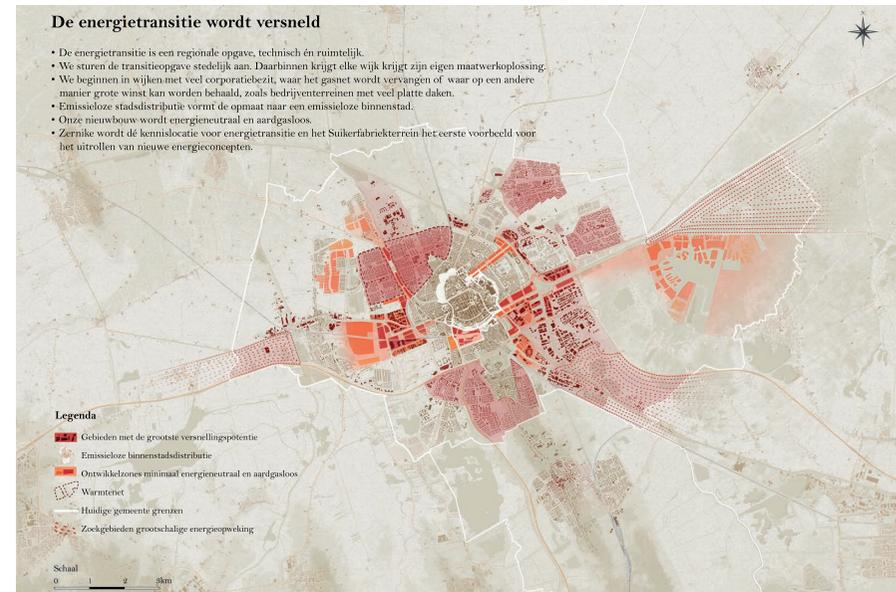 De energietransitie wordt versneld
• De energietransitie is een regionale opgave, technisch én ruimtelijk.
• We sturen de transitieopgave stedelijk aan. Daarbinnen krijgt elke wijk krijgt zijn eigen maatwerkoplossing.
• We beginnen in wijken met veel corporatiebezit, waar het gasnet wordt vervangen of waar op een andere
manier grote winst kan worden behaald, zoals bedrijventerreinen met veel platte daken.
• Emissieloze stadsdistributie vormt de opmaat naar een emissieloze binnenstad.
• Onze nieuwbouw wordt energieneutraal en aardgasloos.
• Zernike wordt dé kennislocatie voor energietransitie en het Suikerfabriekterrein het eerste voorbeeld voor
het uitrollen van nieuwe energieconcepten.
Legenda
Gebieden met de grootste versnellingspotentie
Emissieloze binnenstadsdistributie
Ontwikkelzones minimaal energieneutraal en aardgasloos
Warmtenet
Huidige gemeente grenzen
Zoekgebieden grootschalige energieopwekking
Schaal
0 1 2 3km